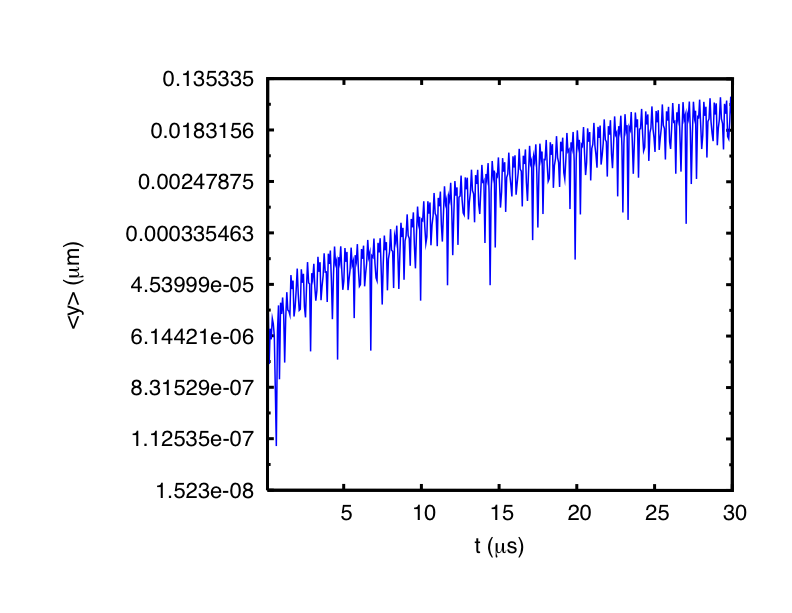 0.135335
0.0183156
0.00247875
0.000335463
4.53999e-05
6.14421e-06
8.31529e-07
1.12535e-07
1.523e-08
<y> (μm)
5 10 15 20 25 30
t (μs)